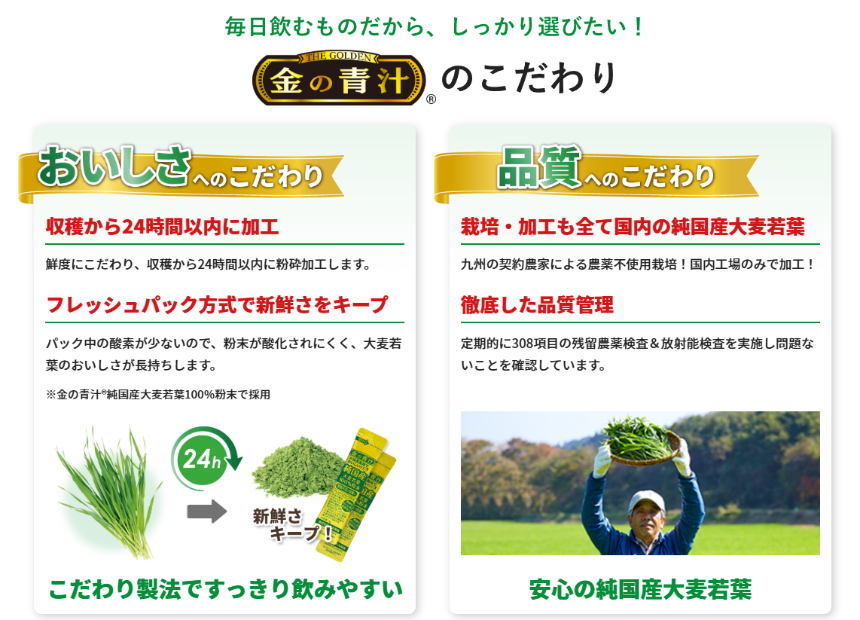 毎日飲むものだから、しっかり選びたい！
THE GOLDEN
金の青汁®のこだわり
おいしさへのこだわり
収穫から24時間以内に加工
鮮度にこだわり、収穫から24時間以内に粉砕加工します。
フレッシュパック方式で新鮮さをキープ
パック中の酸素が少ないので、粉末が酸化されにくく、大麦若
葉のおいしさが長持ちします。
※金の青汁®純国産大麦若葉100%粉末で採用
24h
新鮮さ
キープ！
こだわり製法ですっきり飲みやすい
品質へのこだわり
栽培・加工も全て国内の純国産大麦若葉
九州の契約農家による農薬不使用栽培！国内工場のみで加工！
徹底した品質管理
定期的に308項目の残留農薬検査＆放射能検査を実施し問題な
いことを確認しています。
安心の純国産大麦若葉